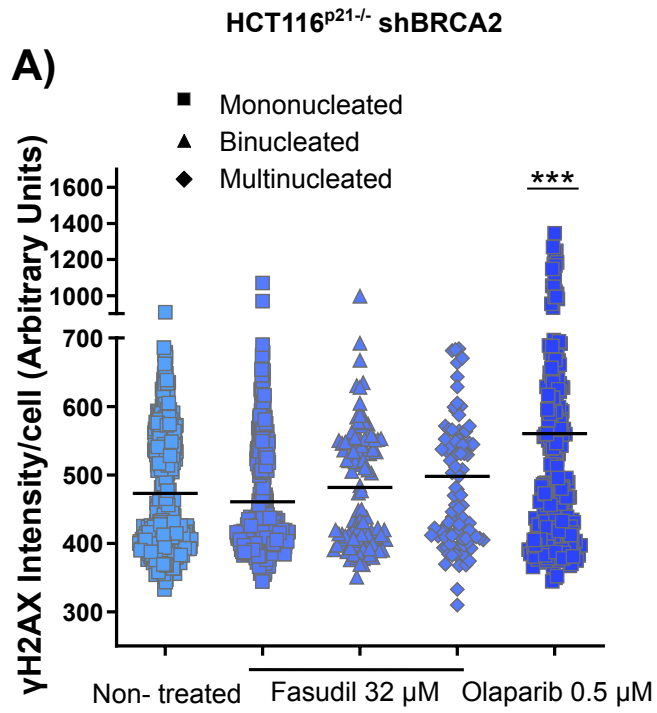 HCT116p21-/- shBRCA2
A)
Mononucleated
Binucleated
Multinucleated
γH2AX Intensity/cell (Arbitrary Units)
1600
1400
1200
1000
700
600
500
400
300
***
Non- treated
Fasudil 32 µM
Olaparib 0.5 µM